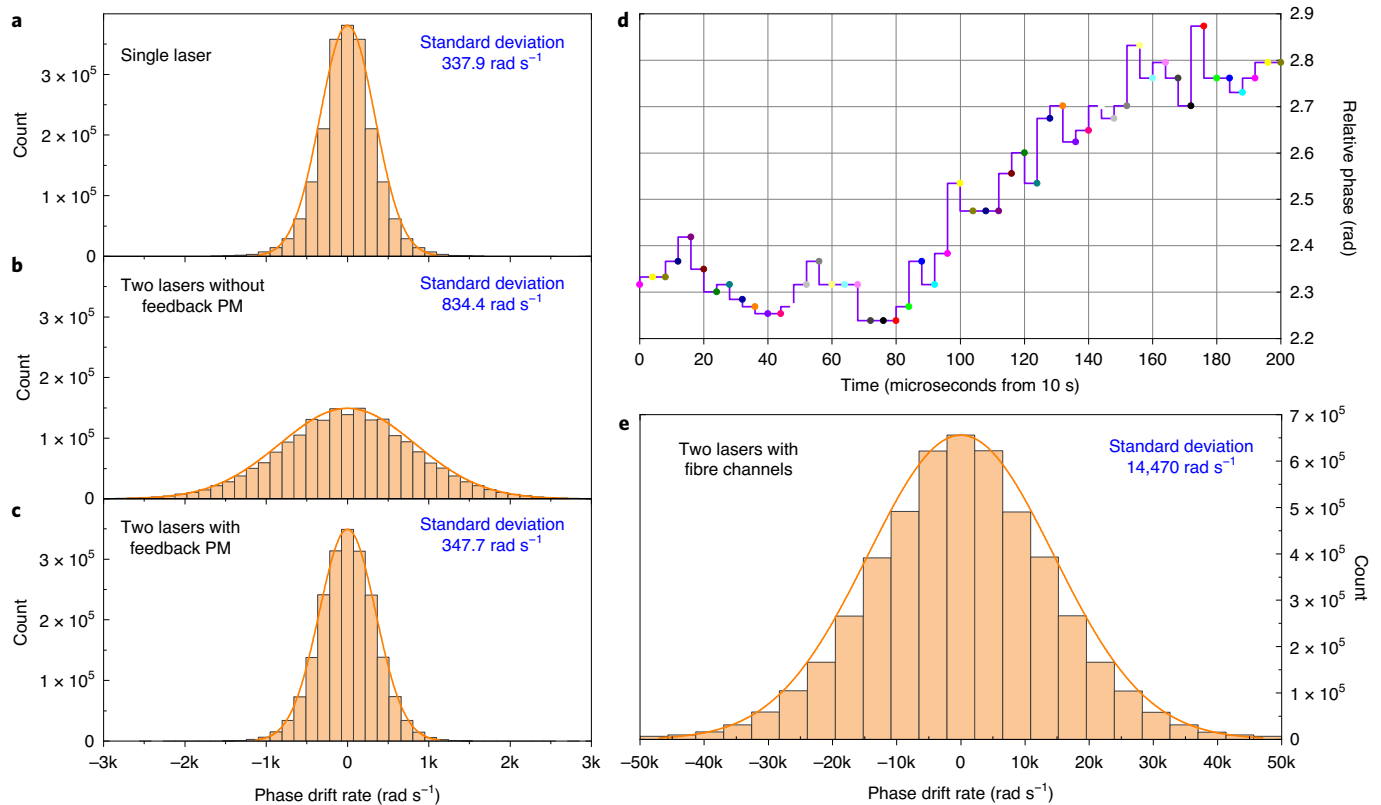 a
Single laser
Standard deviation
337.9 rad s⁻¹
3 × 10⁵
2 × 10⁵
1 × 10⁵
0
Count
b
Two lasers without
feedback PM
Standard deviation
834.4 rad s⁻¹
3 × 10⁵
2 × 10⁵
1 × 10⁵
0
Count
c
Two lasers with
feedback PM
Standard deviation
347.7 rad s⁻¹
3 × 10⁵
2 × 10⁵
1 × 10⁵
0
Count
–3k –2k –1k 0 1k 2k 3k
Phase drift rate (rad s⁻¹)
d
2.9
2.8
2.7
2.6
2.5
2.4
2.3
2.2
Relative phase (rad)
0 20 40 60 80 100 120 140 160 180 200
Time (microseconds from 10 s)
e
Two lasers with
fibre channels
Standard deviation
14,470 rad s⁻¹
7 × 10⁵
6 × 10⁵
5 × 10⁵
4 × 10⁵
3 × 10⁵
2 × 10⁵
1 × 10⁵
0
Count
–50k –40k –30k –20k –10k 0 10k 20k 30k 40k 50k
Phase drift rate (rad s⁻¹)